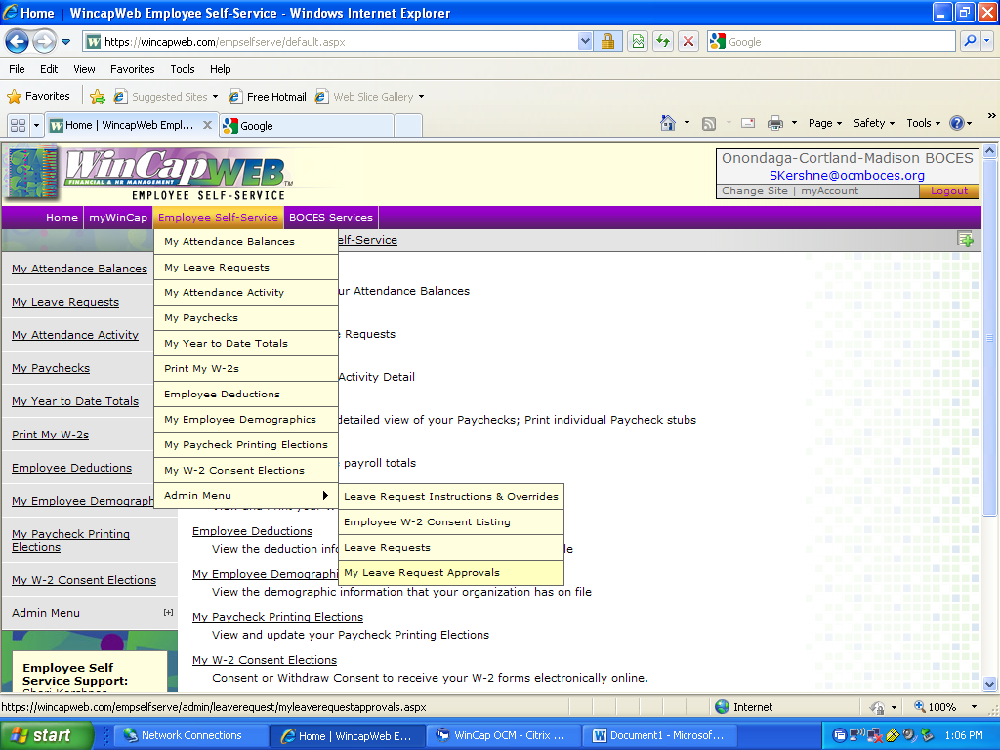 Home | WincapWeb Employee Self-Service - Windows Internet Explorer
https://wincapweb.com/empselfserve/default.aspx
Google
File Edit View Favorites Tools Help
Favorites Suggested Sites Free Hotmail Web Slice Gallery
Home | WincapWeb Empl... Google Page Safety Tools
WinCapWEB TM
FINANCIAL & HR MANAGEMENT
EMPLOYEE SELF-SERVICE
Onondaga-Cortland-Madison BOCES
SKershne@ocmboces.org
Change Site | myAccount Logout
Home myWinCap Employee Self-Service BOCES Services
elf-Service
My Attendance Balances
My Leave Requests
My Attendance Activity
My Paychecks
My Year to Date Totals
Print My W-2s
Employee Deductions
My Employee Demographics
My Paycheck Printing Elections
My W-2 Consent Elections
Admin Menu
Leave Request Instructions & Overrides
Employee W-2 Consent Listing
Leave Requests
My Leave Request Approvals
My Attendance Balances
My Leave Requests
My Attendance Activity
My Paychecks
My Year to Date Totals
Print My W-2s
Employee Deductions
My Employee Demograph
My Paycheck Printing
Elections
My W-2 Consent Elections
Admin Menu [+]
Employee Self
Service Support:
ur Attendance Balances
e Requests
Activity Detail
detailed view of your Paychecks; Print individual Paycheck stubs
payroll totals
Employee Deductions
View the deduction info le
My Employee Demographi
View the demographic information that your organization has on file
My Paycheck Printing Elections
View and update your Paycheck Printing Elections
My W-2 Consent Elections
Consent or Withdraw Consent to receive your W-2 forms electronically online.
https://wincapweb.com/empselfserve/admin/leaverequest/myleaverequestapprovals.aspx Internet 100%
start Network Connections Home | WincapWeb E... WinCap OCM - Citrix ... Document1 - Microsof... 1:06 PM